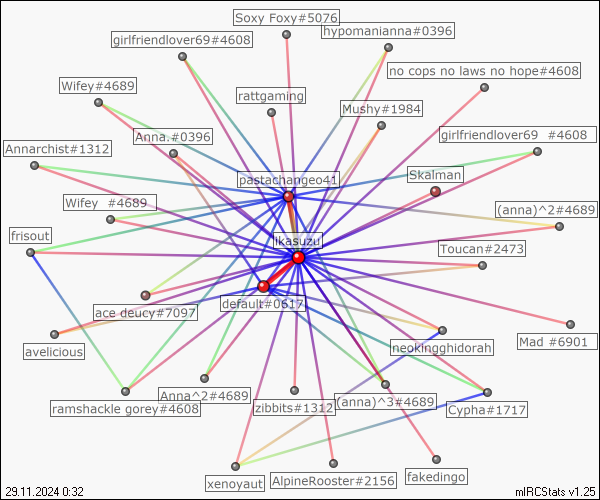 Soxy Foxy#5076
hypomanianna#0396
girlfriendlover69#4608
no cops no laws no hope#4608
Wifey#4689
rattgaming
Mushy#1984
Anna#0396
girlfriendlover69 #4608
Annarchist#1312
pastachangeo41
Skalman
Wifey #4689
(anna)^2#4689
frisout
likasuzu
Toucan#2473
default#0617
ace deucy#7097
Mad #6901
avelicious
neokingghidorah
Anna^2#4689
zibbits#1312
(anna)^3#4689
Cypha#1717
ramshackle gorey#4608
xenoyaut
AlpineRooster#2156
fakedingo
29.11.2024 0:32
mIRCStats v1.25